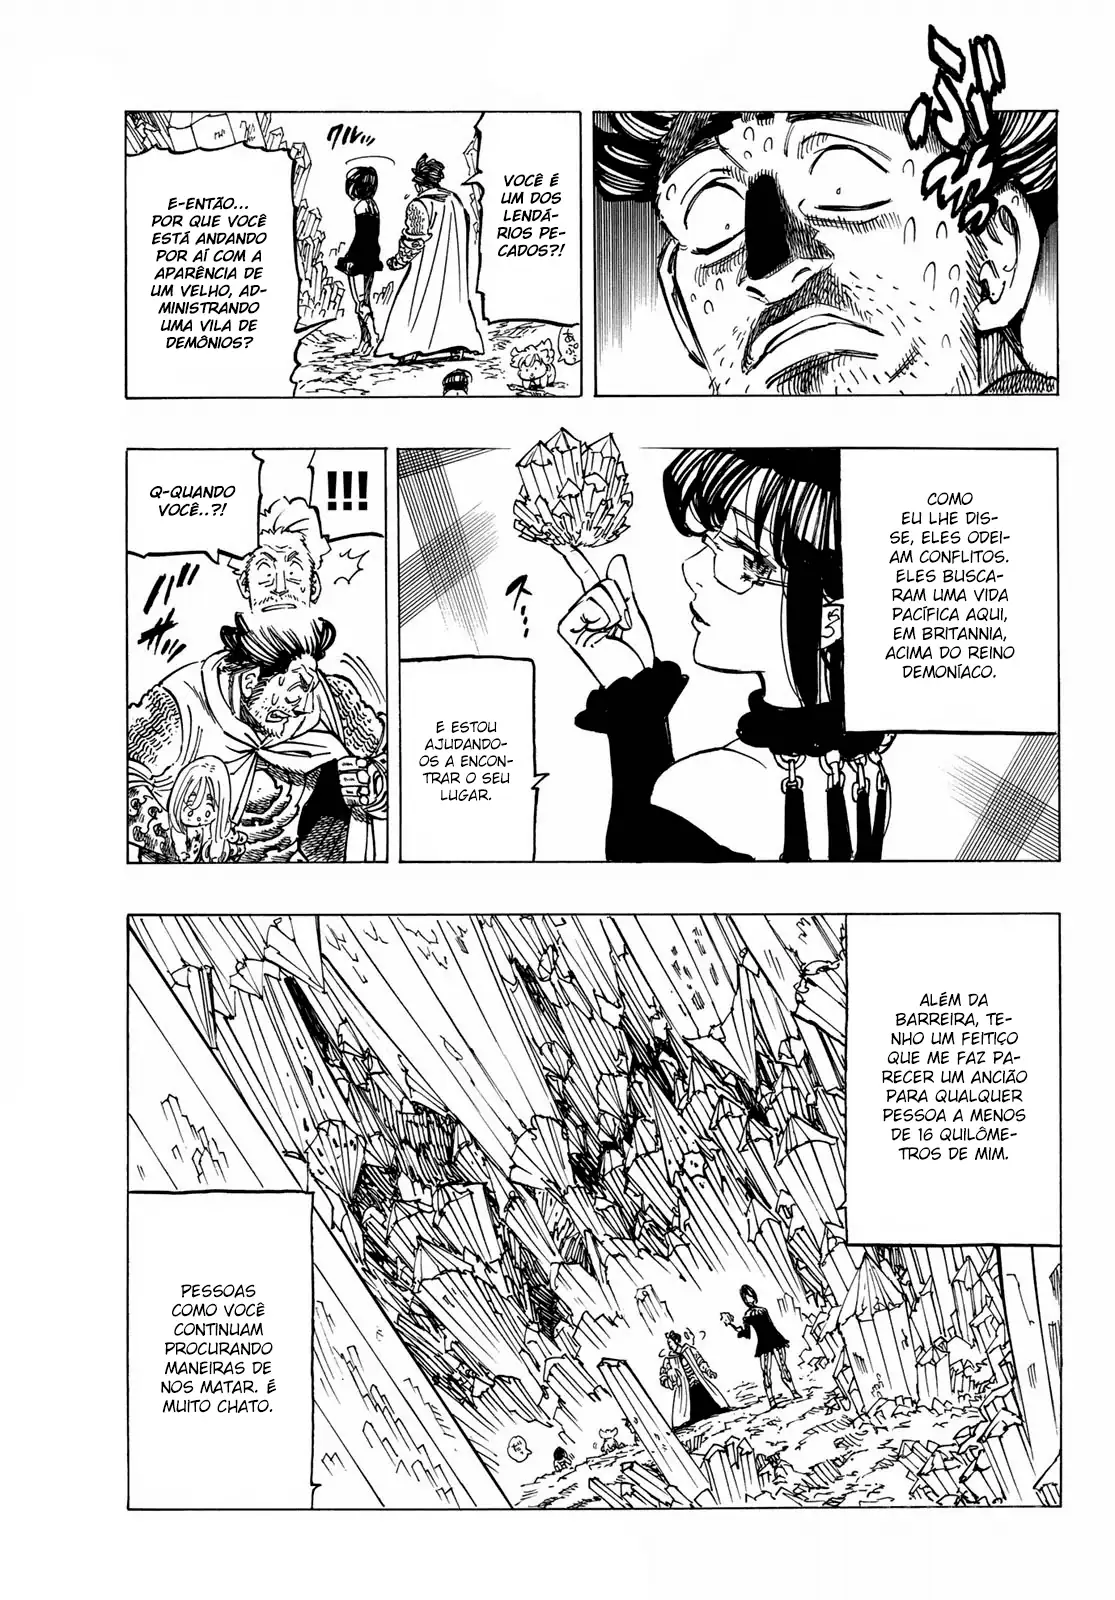 VOCÊ É
UM DOS
LENDÁ-
RIOS PE-
CADOS?!
E-ENTÃO...
POR QUE VOCÊ
ESTÁ ANDANDO
POR AÍ COM A
APARÊNCIA DE
UM VELHO, AD-
MINISTRANDO
UMA VILA DE
DEMÔNIOS?
COMO
EU LHE DIS-
SE, ELES ODEI-
AM CONFLITOS.
ELES BUSCA-
RAM UMA VIDA
PACÍFICA AQUI,
EM BRITANNIA,
ACIMA DO REINO
DEMONÍACO.
E ESTOU
AJUDANDO-
OS A ENCON-
TRAR O SEU
LUGAR.
!!!
Q-QUANDO
VOCÊ..?!
ALÉM DA
BARREIRA, TE-
NHO UM FEITIÇO
QUE ME FAZ PA-
RECER UM ANCIÃO
PARA QUALQUER
PESSOA A MENOS
DE 16 QUILÔME-
TROS DE MIM.
PESSOAS
COMO VOCÊ
CONTINUAM
PROCURANDO
MANEIRAS DE
NOS MATAR. É
MUITO CHATO.